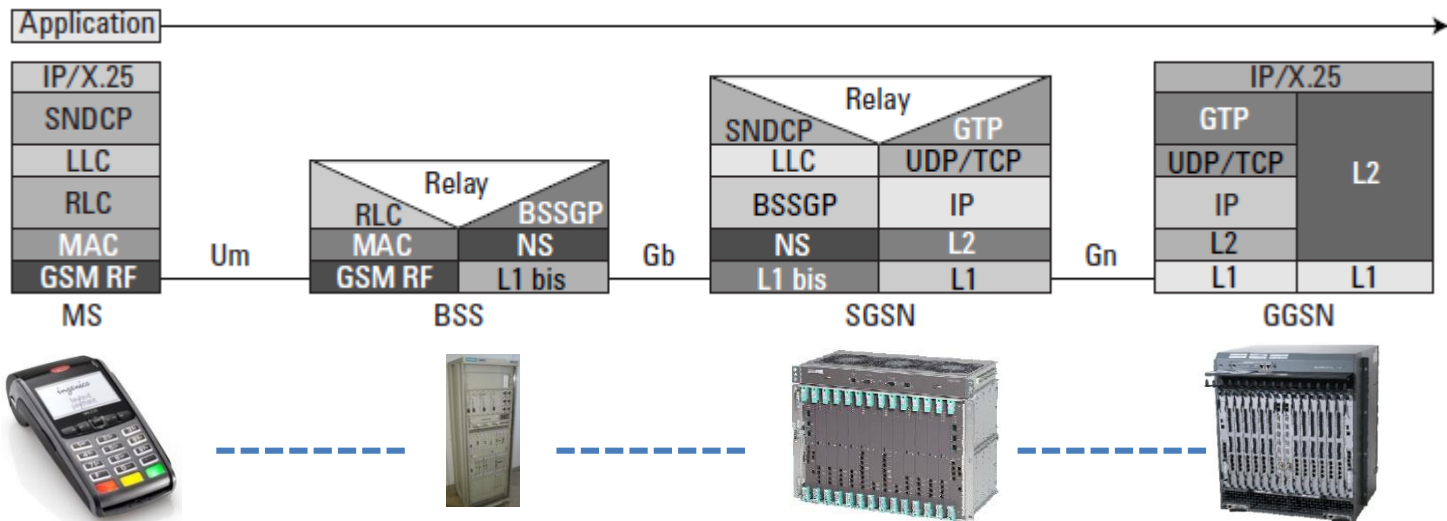 Application
IP/X.25
SNDCP
LLC
RLC
MAC
GSM RF
MS
Um
Relay
RLC
BSSGP
MAC
NS
GSM RF
L1 bis
BSS
Gb
Relay
SNDCP
GTP
LLC
UDP/TCP
BSSGP
IP
NS
L2
L1 bis
L1
SGSN
Gn
IP/X.25
GTP
L2
UDP/TCP
IP
L2
L1
L1
GGSN
ingenico